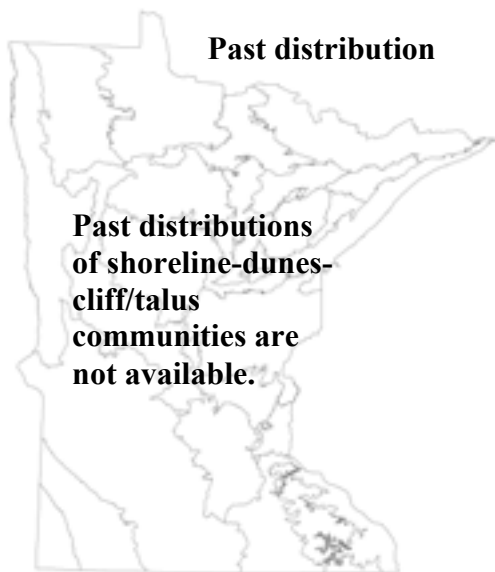 Past distribution
Past distributions
of shoreline-dunes-
cliff/talus
communities are
not available.